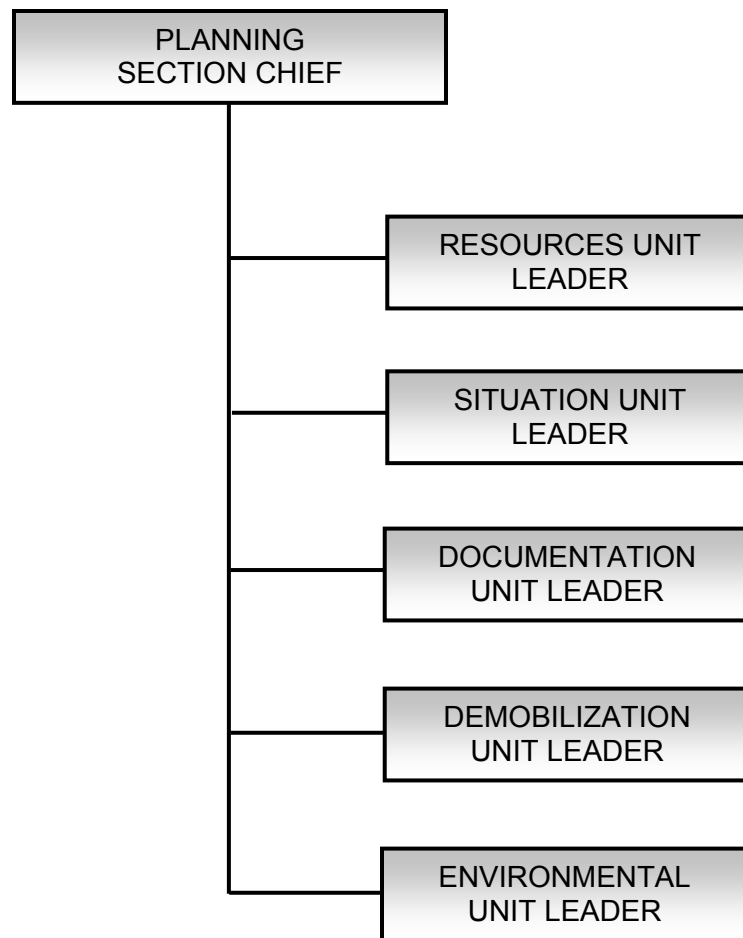 PLANNING
SECTION CHIEF
RESOURCES UNIT
LEADER
SITUATION UNIT
LEADER
DOCUMENTATION
UNIT LEADER
DEMOBILIZATION
UNIT LEADER
ENVIRONMENTAL
UNIT LEADER